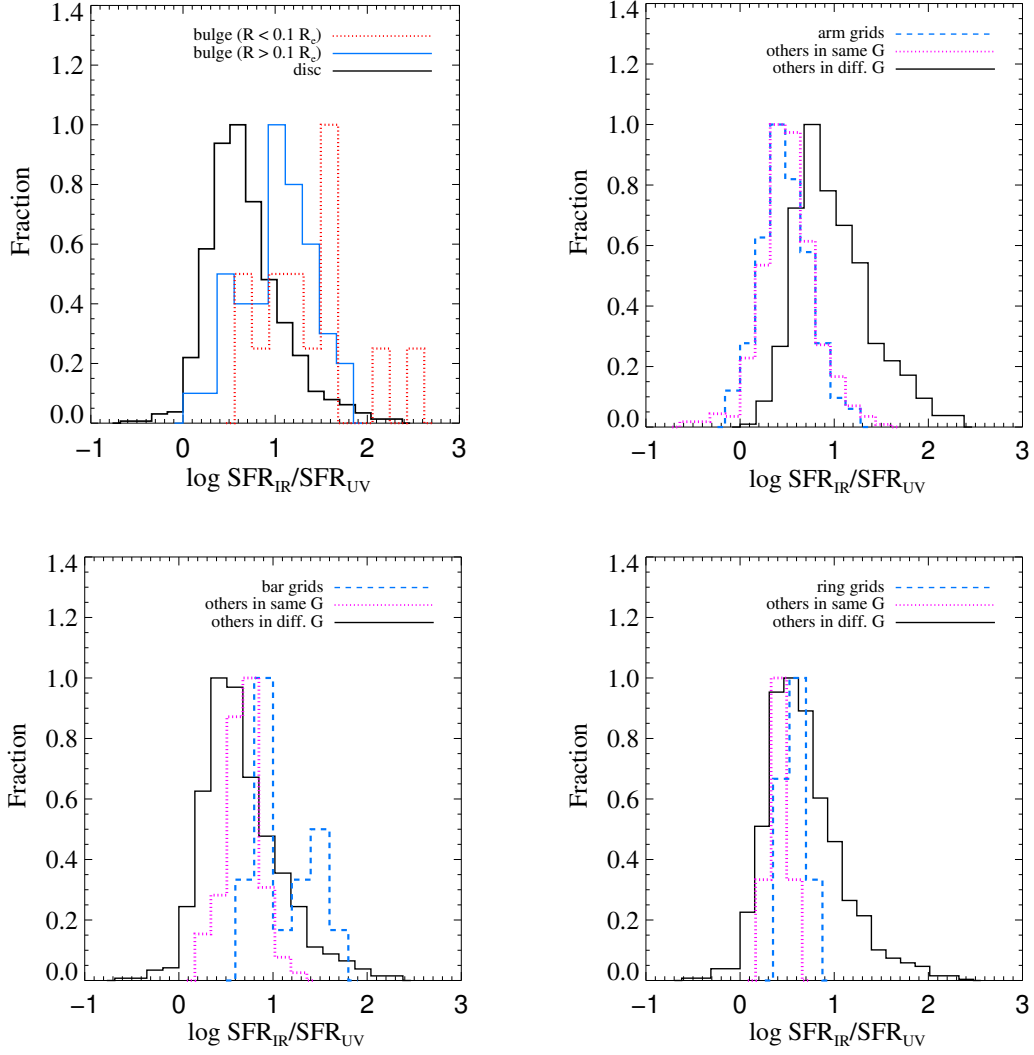 bulge (R < 0.1 Re)
bulge (R > 0.1 Re)
disc
Fraction
1.4
1.2
1.0
0.8
0.6
0.4
0.2
0.0
−1 0 1 2 3
log SFRIR/SFRUV
arm grids
others in same G
others in diff. G
Fraction
1.4
1.2
1.0
0.8
0.6
0.4
0.2
0.0
−1 0 1 2 3
log SFRIR/SFRUV
bar grids
others in same G
others in diff. G
Fraction
1.4
1.2
1.0
0.8
0.6
0.4
0.2
0.0
−1 0 1 2 3
log SFRIR/SFRUV
ring grids
others in same G
others in diff. G
Fraction
1.4
1.2
1.0
0.8
0.6
0.4
0.2
0.0
−1 0 1 2 3
log SFRIR/SFRUV